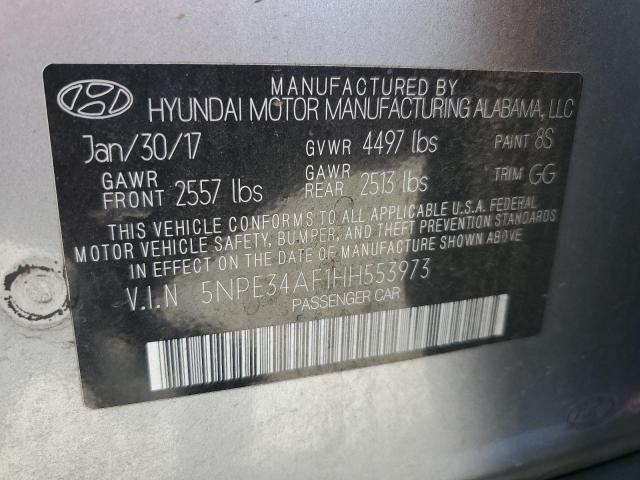 MANUFACTURED BY
HYUNDAI MOTOR MANUFACTURING ALABAMA, LLC
Jan/30/17 GVWR 4497 lbs PAINT 8S
GAWR FRONT 2557 lbs GAWR REAR 2513 lbs TRIM GG
THIS VEHICLE CONFORMS TO ALL APPLICABLE U.S.A. FEDERAL
MOTOR VEHICLE SAFETY, BUMPER, AND THEFT PREVENTION STANDARDS
IN EFFECT ON THE DATE OF MANUFACTURE SHOWN ABOVE
V.I.N 5NPE34AF1HH553973
PASSENGER CAR